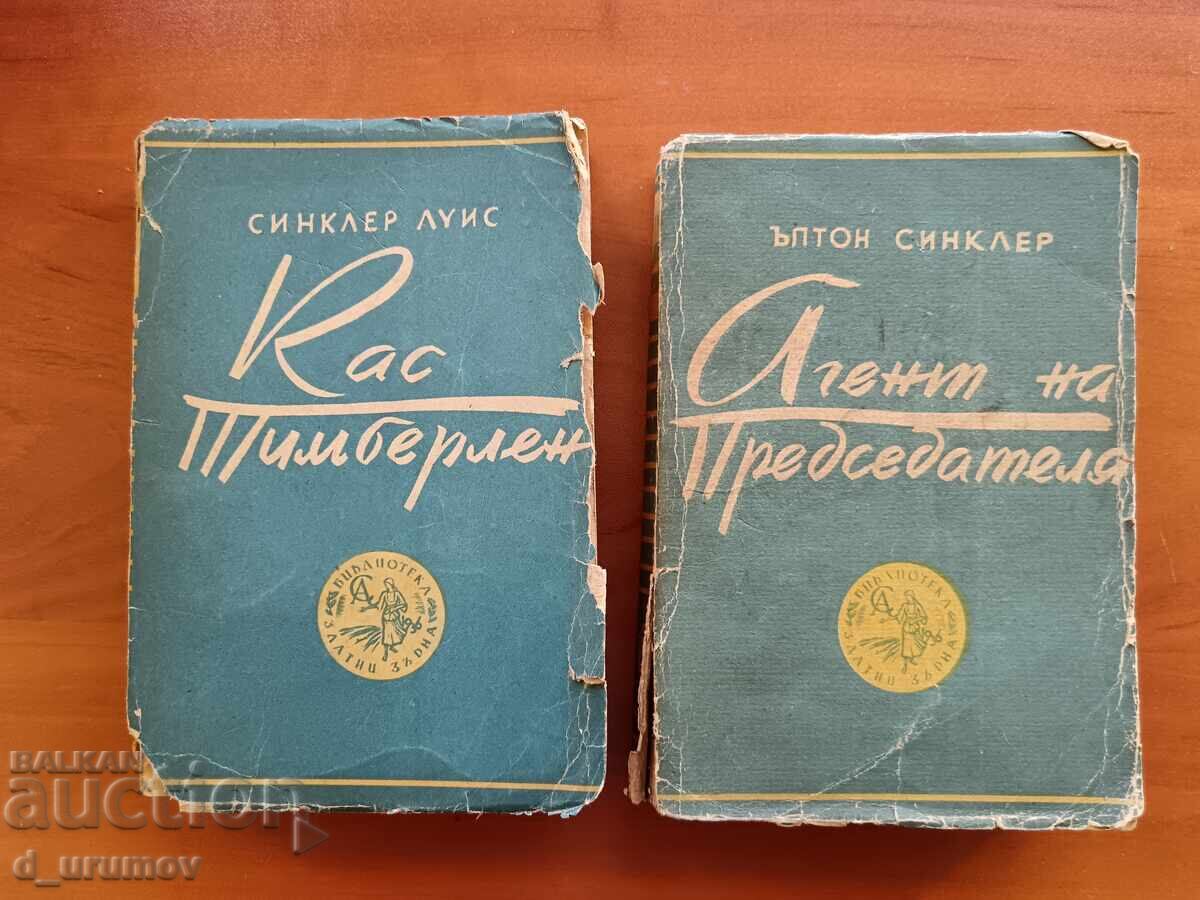 СИНКЛЕР ЛУИС
Кас
Тимберлен
БИБЛИОТЕКА
ЗЛАТНИ ЗЪРНА
ЪПТОН СИНКЛЕР
Агент на
Председателя
БИБЛИОТЕКА
ЗЛАТНИ ЗЪРНА
BALKAN
auction
d_urumov